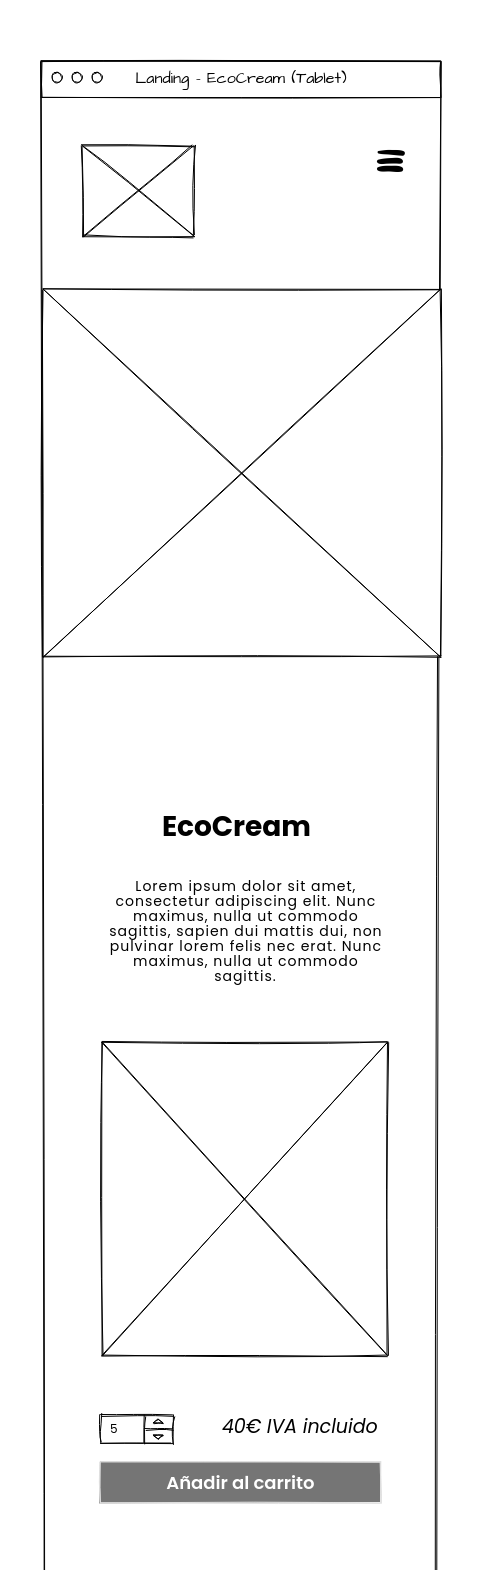 Landing - EcoCream (Tablet)
EcoCream
Lorem ipsum dolor sit amet,
consectetur adipiscing elit. Nunc
maximus, nulla ut commodo
sagittis, sapien dui mattis dui, non
pulvinar lorem felis nec erat. Nunc
maximus, nulla ut commodo
sagittis.
5
40€ IVA incluido
Añadir al carrito